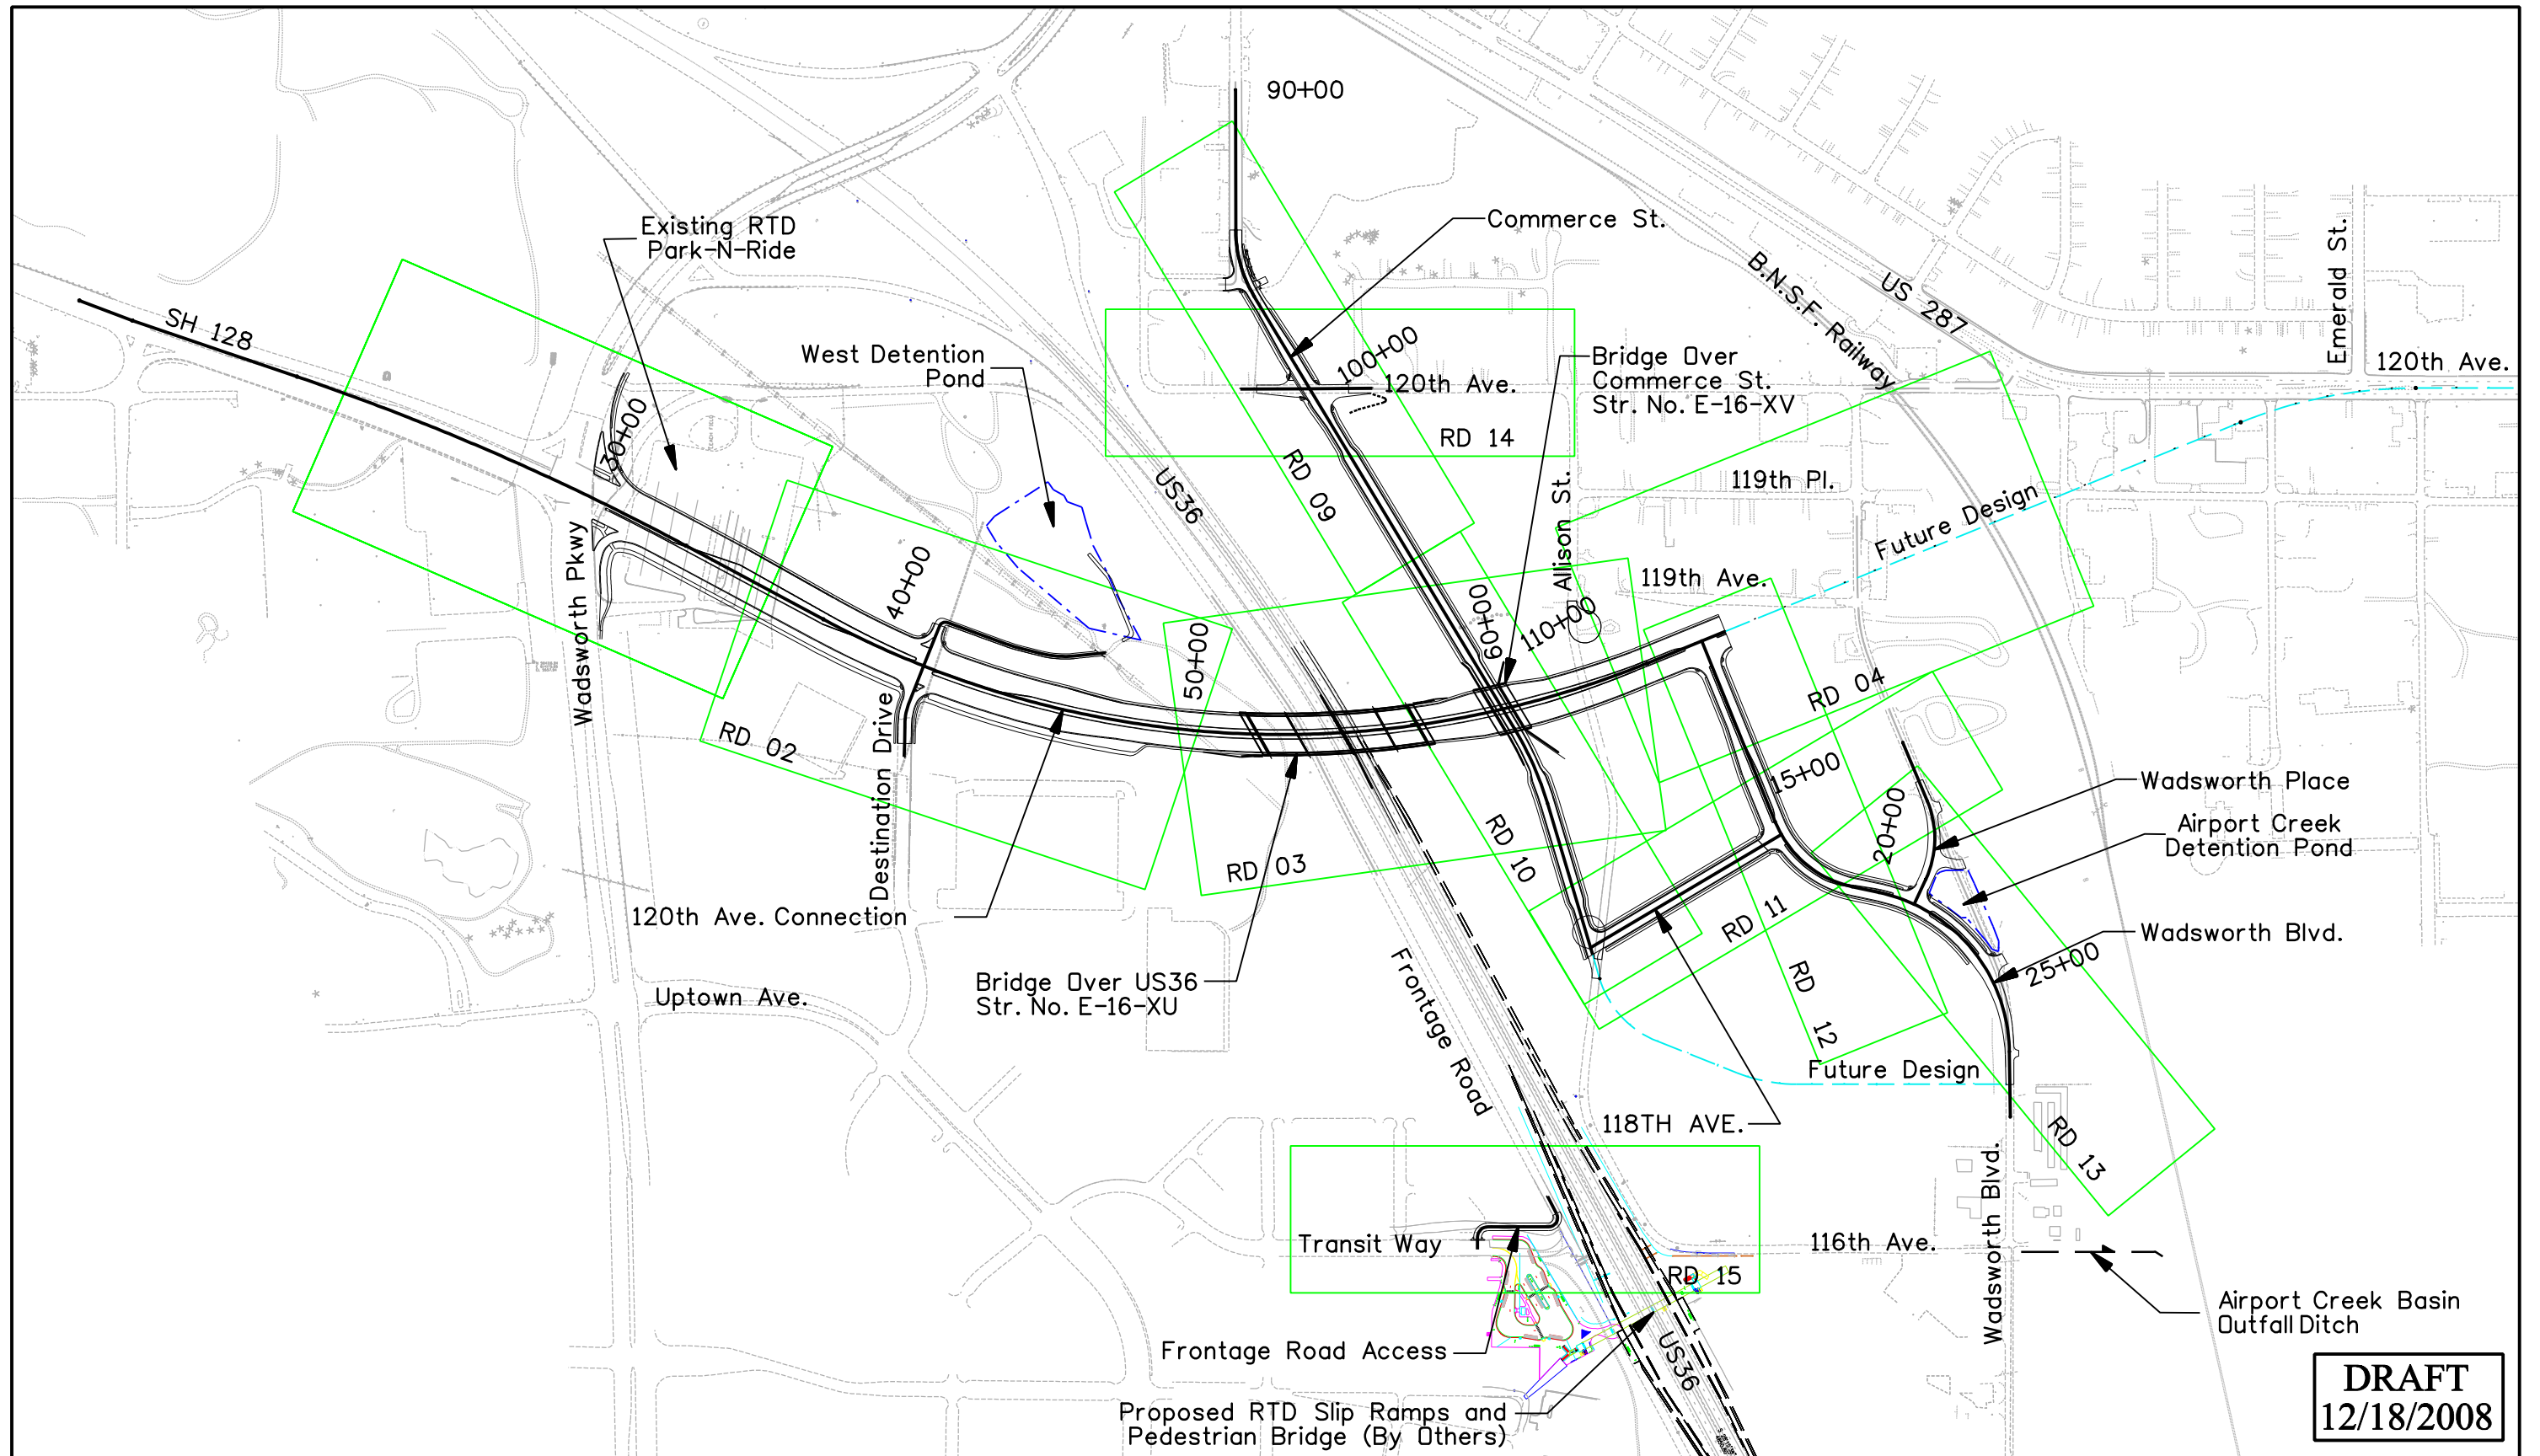 90+00
Commerce St.
Existing RTD
Park-N-Ride
SH 128
West Detention
Pond
30+00
100+00
120th Ave.
RD 14
RD 09
US36
Bridge Over
Commerce St.
Str. No. E-16-XV
B.N.S.F. Railway
US 287
Emerald St.
120th Ave.
119th Pl.
Allison St.
Future Design
119th Ave.
40+00
50+00
60+00
110+00
Wadsworth Pkwy
RD 02
Destination Drive
RD 03
RD 04
RD 10
15+00
20+00
Wadsworth Place
Airport Creek
Detention Pond
RD 11
RD 12
Wadsworth Blvd.
25+00
120th Ave. Connection
Bridge Over US36
Str. No. E-16-XU
Uptown Ave.
Frontage Road
Future Design
118TH AVE.
RD 13
Wadsworth Blvd.
Transit Way
116th Ave.
RD 15
Airport Creek Basin
Outfall Ditch
Frontage Road Access
US36
Proposed RTD Slip Ramps and
Pedestrian Bridge (By Others)
DRAFT
12/18/2008